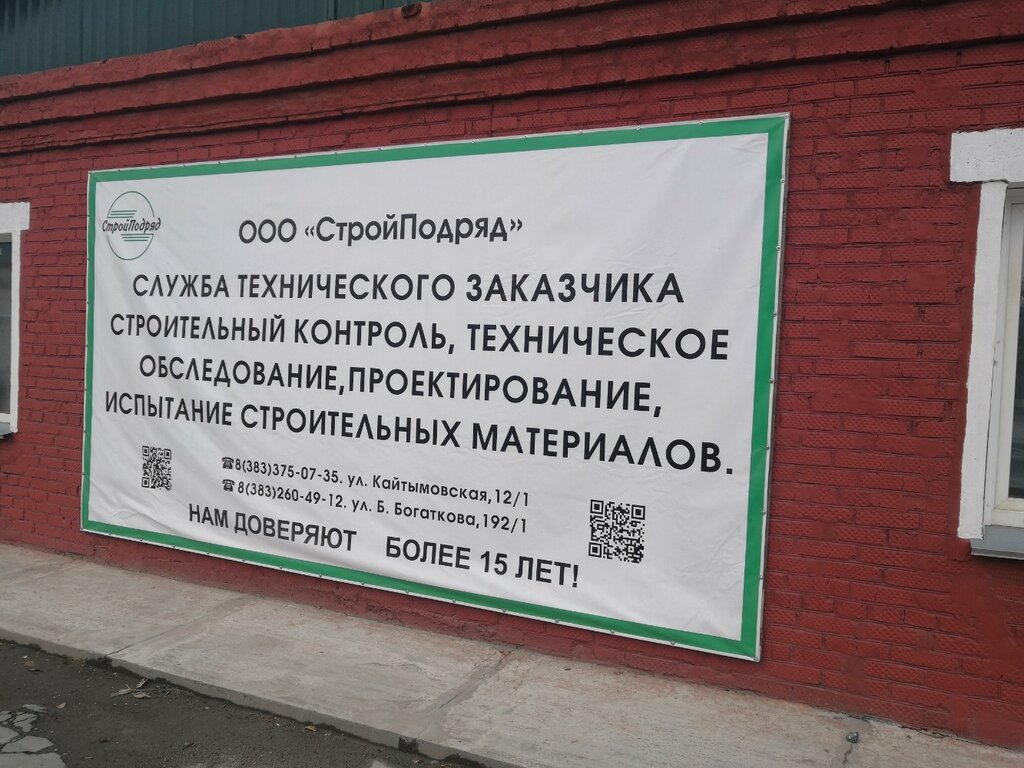 СтройПодряд
ООО «СтройПодряд»
СЛУЖБА ТЕХНИЧЕСКОГО ЗАКАЗЧИКА
СТРОИТЕЛЬНЫЙ КОНТРОЛЬ, ТЕХНИЧЕСКОЕ
ОБСЛЕДОВАНИЕ,ПРОЕКТИРОВАНИЕ,
ИСПЫТАНИЕ СТРОИТЕЛЬНЫХ МАТЕРИАЛОВ.
☎8(383)375-07-35. ул. Кайтымовская,12/1
☎8(383)260-49-12. ул. Б. Богаткова,192/1
НАМ ДОВЕРЯЮТ БОЛЕЕ 15 ЛЕТ!